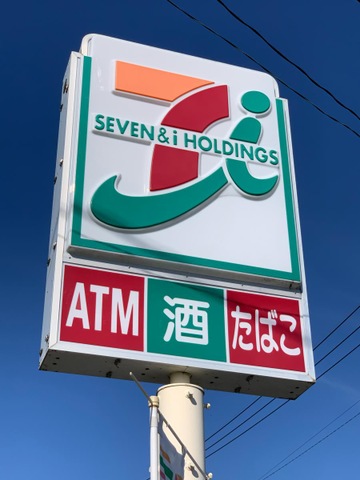 SEVEN & i HOLDINGS
ATM 酒 たばこ